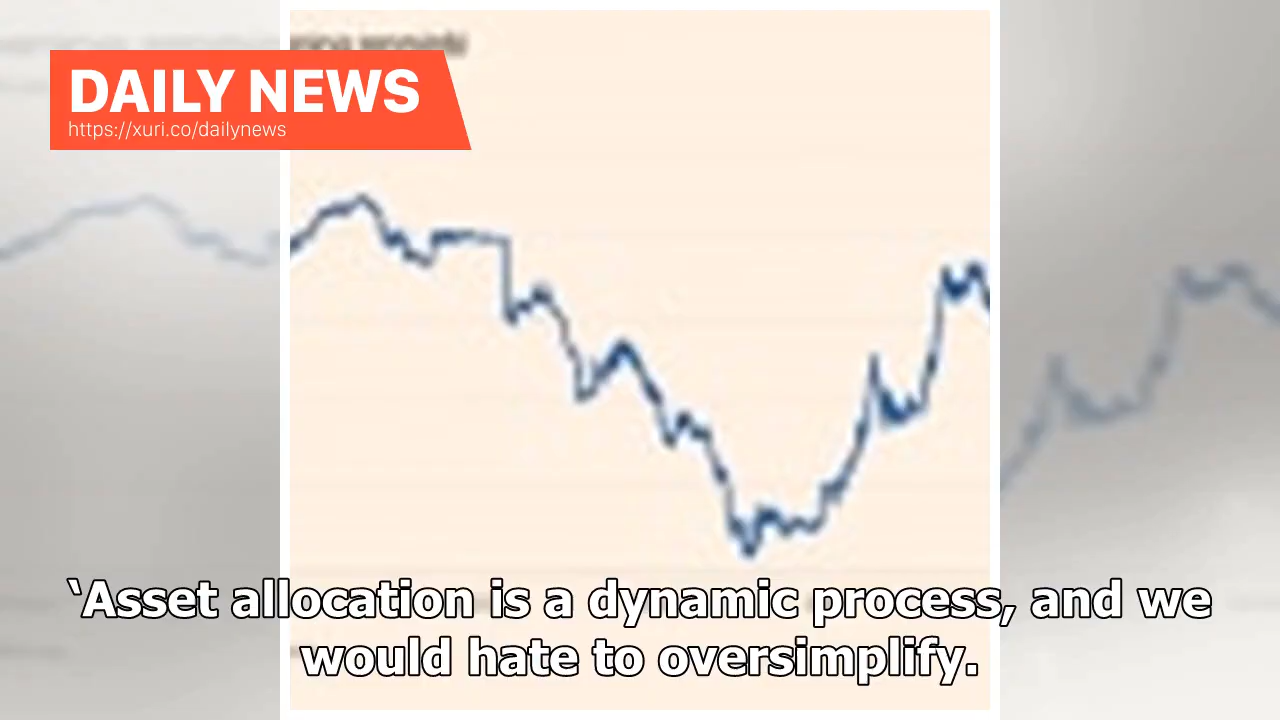 DAILY NEWS
https://xuri.co/dailynews
‘Asset allocation is a dynamic process, and we
would hate to oversimplify.